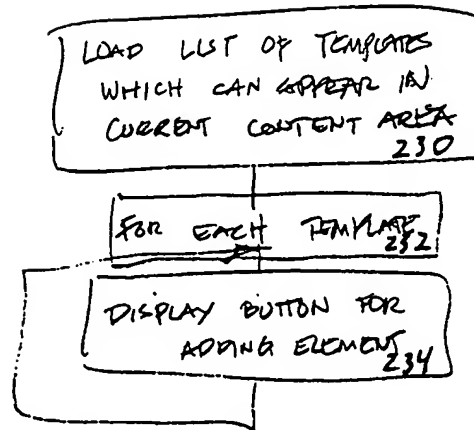 LOAD LIST OF TEMPLATES
WHICH CAN APPEAR IN
CURRENT CONTENT AREA
230
FOR EACH TEMPLATE
232
DISPLAY BUTTON FOR
ADDING ELEMENT
234